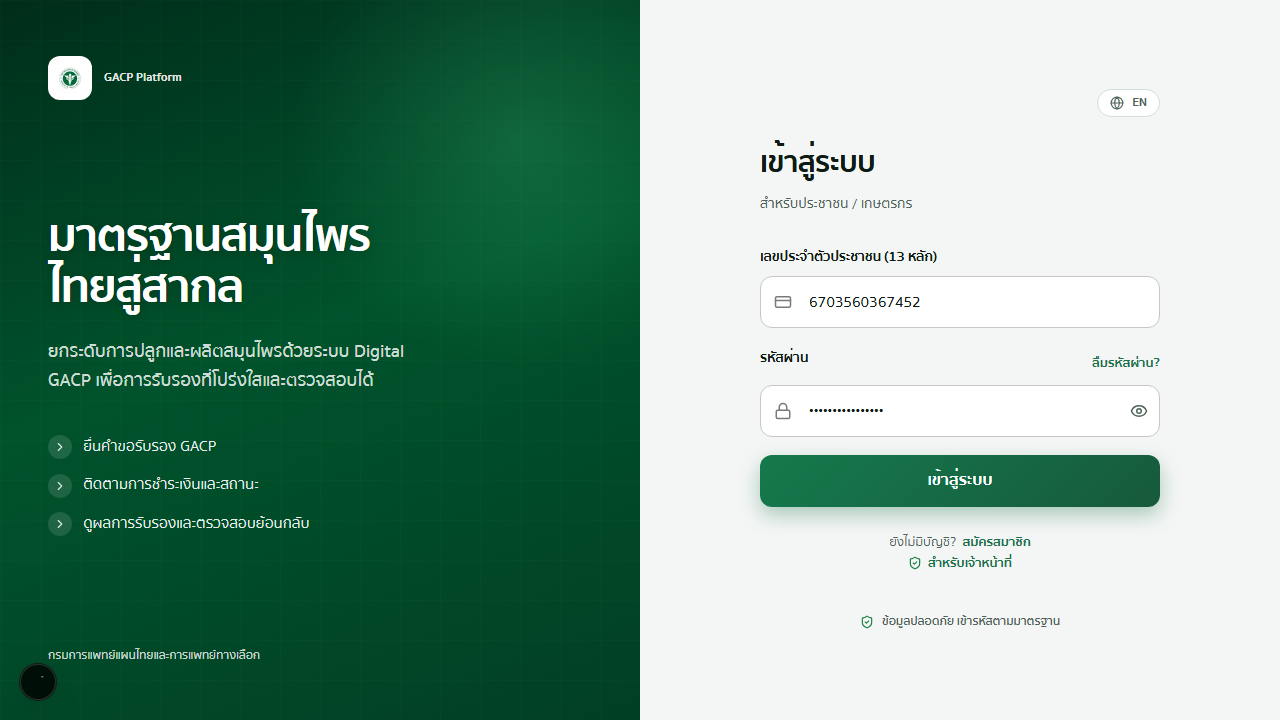 GACP Platform
มาตรฐานสมุนไพร
ไทยสู่สากล
ยกระดับการปลูกและผลิตสมุนไพรด้วยระบบ Digital
GACP เพื่อการรับรองที่โปร่งใสและตรวจสอบได้
ยื่นคำขอรับรอง GACP
ติดตามการชำระเงินและสถานะ
ดูผลการรับรองและตรวจสอบย้อนกลับ
กรมการแพทย์แผนไทยและการแพทย์ทางเลือก
EN
เข้าสู่ระบบ
สำหรับประชาชน / เกษตรกร
เลขประจำตัวประชาชน (13 หลัก)
6703560367452
รหัสผ่าน
ลืมรหัสผ่าน?
••••••••••••••••
เข้าสู่ระบบ
ยังไม่มีบัญชี? สมัครสมาชิก
สำหรับเจ้าหน้าที่
ข้อมูลปลอดภัย เข้ารหัสตามมาตรฐาน